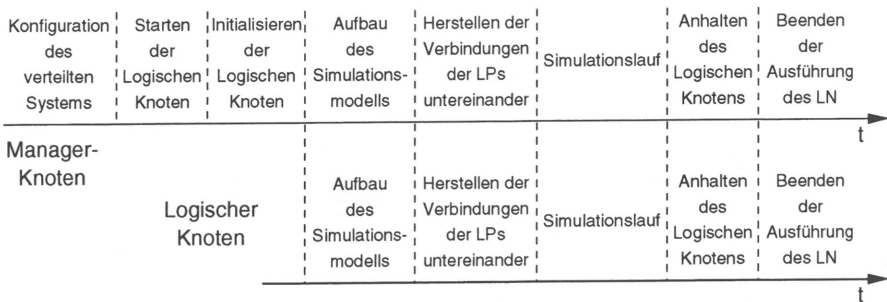 Konfiguration
des
verteilten
Systems
Starten
der
Logischen
Knoten
Initialisieren
der
Logischen
Knoten
Aufbau
des
Simulations-
modells
Herstellen der
Verbindungen
der LPs
untereinander
Simulationslauf
Anhalten
des
Logischen
Knotens
Beenden
der
Ausführung
des LN
t
Manager-
Knoten
Logischer
Knoten
Aufbau
des
Simulations-
modells
Herstellen der
Verbindungen
der LPs
untereinander
Simulationslauf
Anhalten
des
Logischen
Knotens
Beenden
der
Ausführung
des LN
t